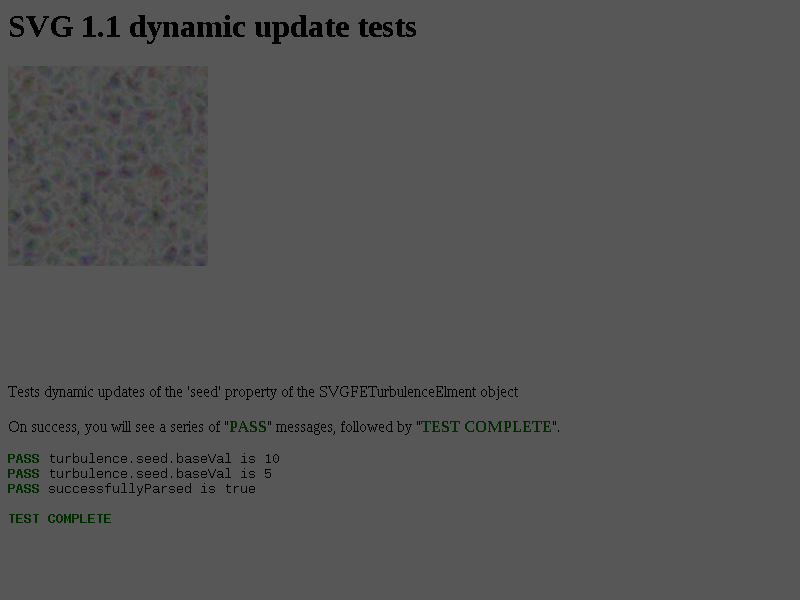 SVG 1.1 dynamic update tests
Tests dynamic updates of the 'seed' property of the SVGFETurbulenceElment object
On success, you will see a series of "PASS" messages, followed by "TEST COMPLETE".
PASS turbulence.seed.baseVal is 10
PASS turbulence.seed.baseVal is 5
PASS successfullyParsed is true
TEST COMPLETE